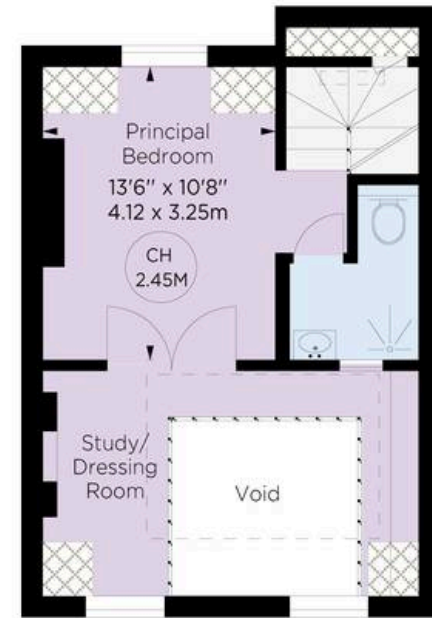 Principal
Bedroom
13'6" x 10'8"
4.12 x 3.25m
CH
2.45M
Study/
Dressing
Room
Void